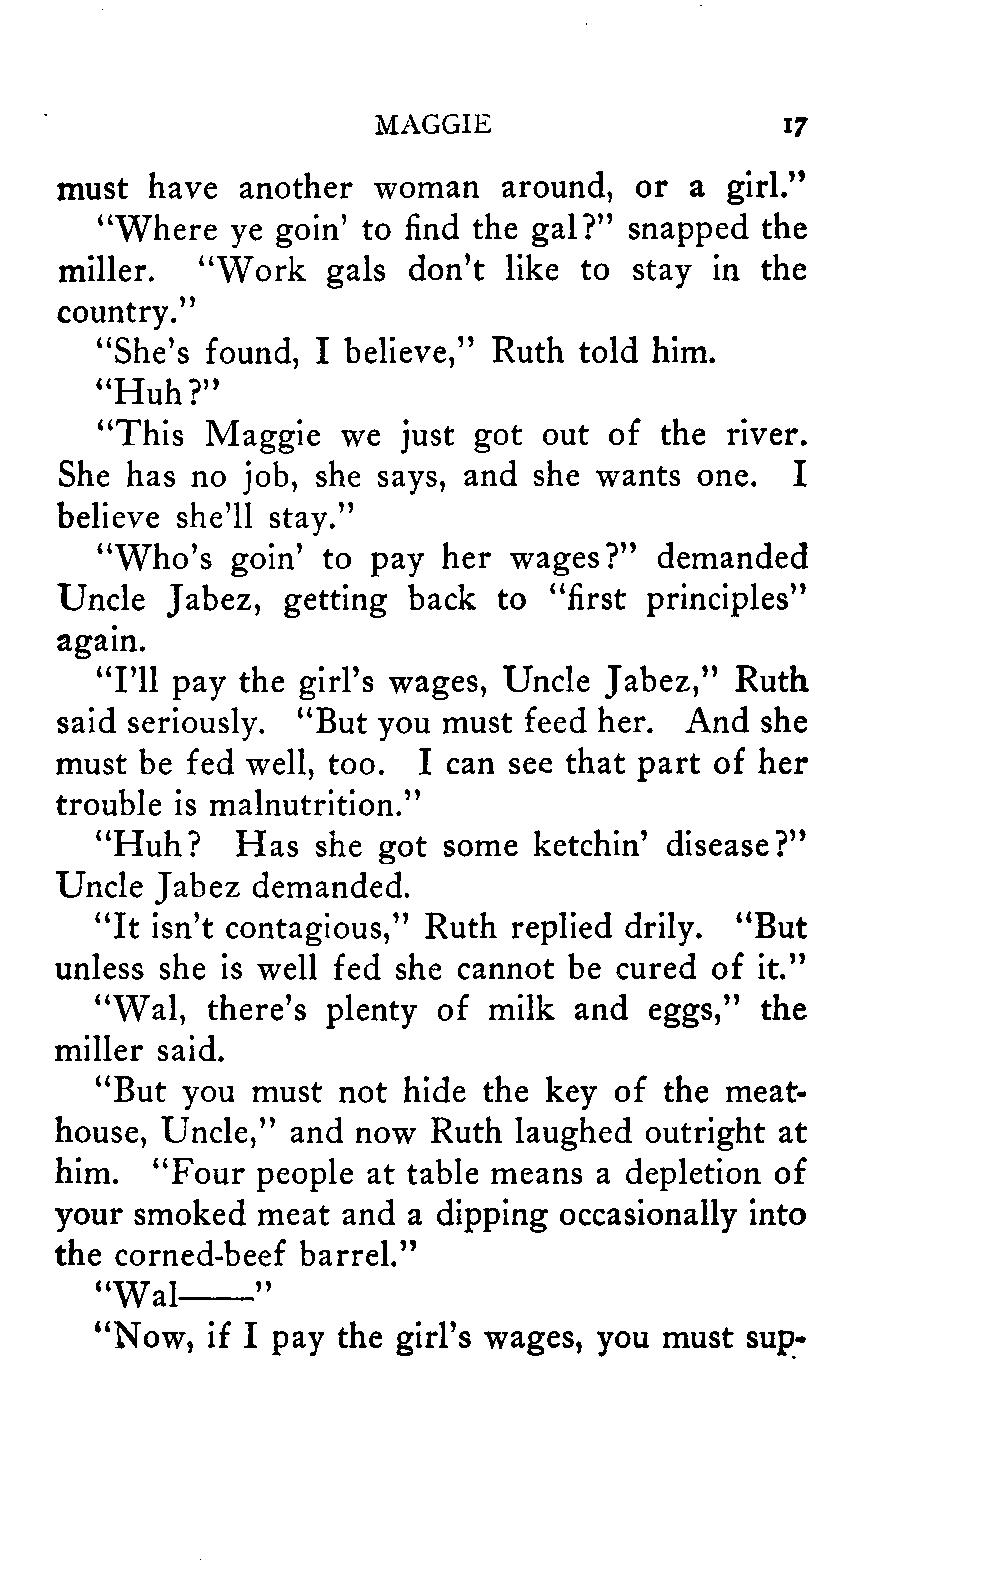 MAGGIE 17
must have another woman around, or a girl."
"Where ye goin' to find the gal?" snapped the
miller. "Work gals don't like to stay in the
country."
"She's found, I believe," Ruth told him.
"Huh?"
"This Maggie we just got out of the river.
She has no job, she says, and she wants one. I
believe she'll stay."
"Who's goin' to pay her wages?" demanded
Uncle Jabez, getting back to "first principles"
again.
"I'll pay the girl's wages, Uncle Jabez," Ruth
said seriously. "But you must feed her. And she
must be fed well, too. I can see that part of her
trouble is malnutrition."
"Huh? Has she got some ketchin' disease?"
Uncle Jabez demanded.
"It isn't contagious," Ruth replied drily. "But
unless she is well fed she cannot be cured of it."
"Wal, there's plenty of milk and eggs," the
miller said.
"But you must not hide the key of the meat-
house, Uncle," and now Ruth laughed outright at
him. "Four people at table means a depletion of
your smoked meat and a dipping occasionally into
the corned-beef barrel."
"Wal——"
"Now, if I pay the girl's wages, you must sup-